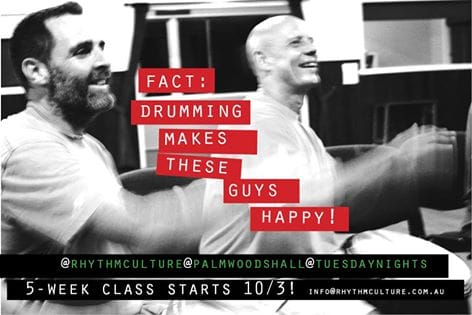 FACT:
DRUMMING
MAKES
THESE
GUYS
HAPPY!
@RHYTHMCULTURE@PALMWOODSHALL@TUESDAYNIGHTS
5-WEEK CLASS STARTS 10/3! INFO@RHYTHMCULTURE.COM.AU